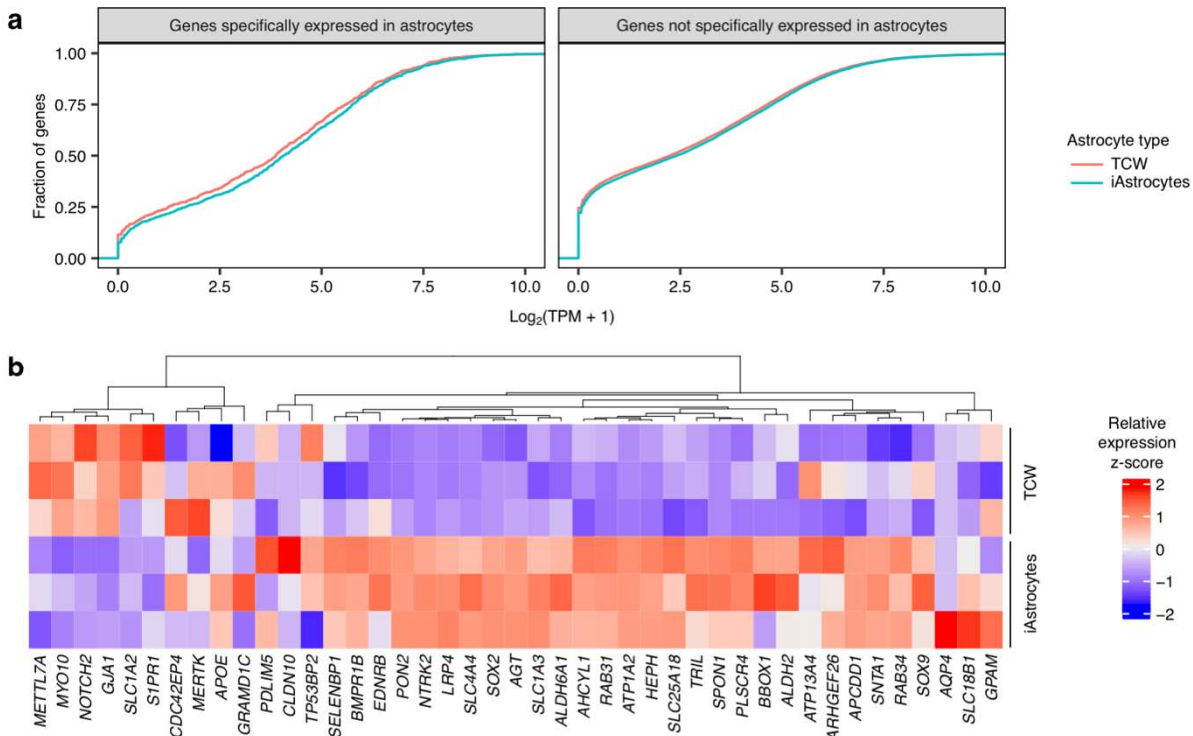 a
Genes specifically expressed in astrocytes
Genes not specifically expressed in astrocytes
1.00
0.75
0.50
0.25
0.00
Fraction of genes
0.0 2.5 5.0 7.5 10.0
0.0 2.5 5.0 7.5 10.0
Log₂(TPM + 1)
Astrocyte type
TCW
iAstrocytes
b
TCW
iAstrocytes
Relative
expression
z-score
2
1
0
−1
−2
METTL7A
MYO10
NOTCH2
GJA1
SLC1A2
S1PR1
CDC42EP4
MERTK
APOE
GRAMD1C
PDLIM5
CLDN10
TP53BP2
SELENBP1
BMPR1B
EDNRB
PON2
NTRK2
LRP4
SLC4A4
SOX2
AGT
SLC1A3
ALDH6A1
AHCYL1
RAB31
ATP1A2
HEPH
SLC25A18
TRIL
SPON1
PLSCR4
BBOX1
ALDH2
ATP13A4
ARHGEF26
APCDD1
SNTA1
RAB34
SOX9
AQP4
SLC18B1
GPAM